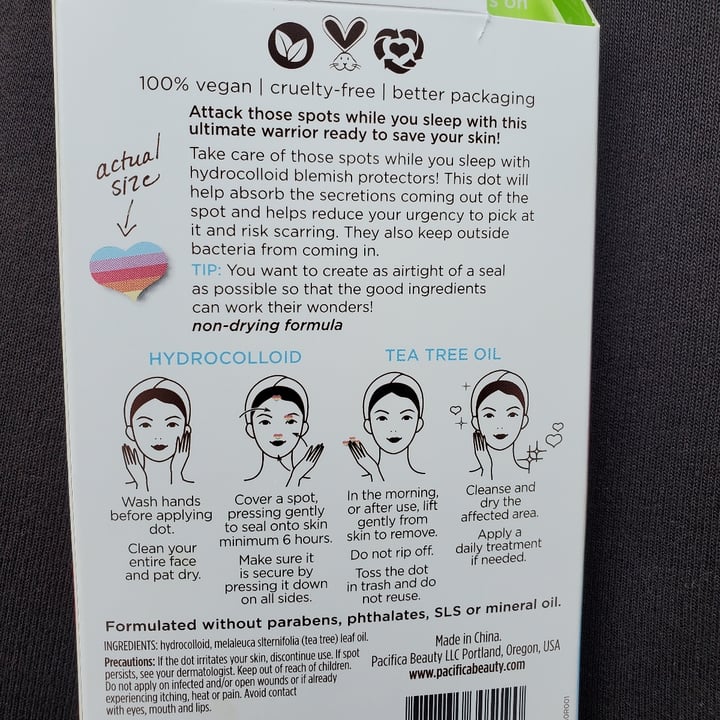 s on
100% vegan | cruelty-free | better packaging
Attack those spots while you sleep with this
ultimate warrior ready to save your skin!
actual
size
Take care of those spots while you sleep with
hydrocolloid blemish protectors! This dot will
help absorb the secretions coming out of the
spot and helps reduce your urgency to pick at
it and risk scarring. They also keep outside
bacteria from coming in.
TIP: You want to create as airtight of a seal
as possible so that the good ingredients
can work their wonders!
non-drying formula
HYDROCOLLOID
TEA TREE OIL
Wash hands
before applying
dot.
Clean your
entire face
and pat dry.
Cover a spot,
pressing gently
to seal onto skin
minimum 6 hours.
Make sure it
is secure by
pressing it down
on all sides.
In the morning,
or after use, lift
gently from
skin to remove.
Do not rip off.
Toss the dot
in trash and do
not reuse.
Cleanse and
dry the
affected area.
Apply a
daily treatment
if needed.
Formulated without parabens, phthalates, SLS or mineral oil.
INGREDIENTS: hydrocolloid, melaleuca slternifolia (tea tree) leaf oil.
Precautions: If the dot irritates your skin, discontinue use. If spot
persists, see your dermatologist. Keep out of reach of children.
Do not apply on infected and/or open wounds or if already
experiencing itching, heat or pain. Avoid contact
with eyes, mouth and lips.
Made in China.
Pacifica Beauty LLC Portland, Oregon, USA
www.pacificabeauty.com